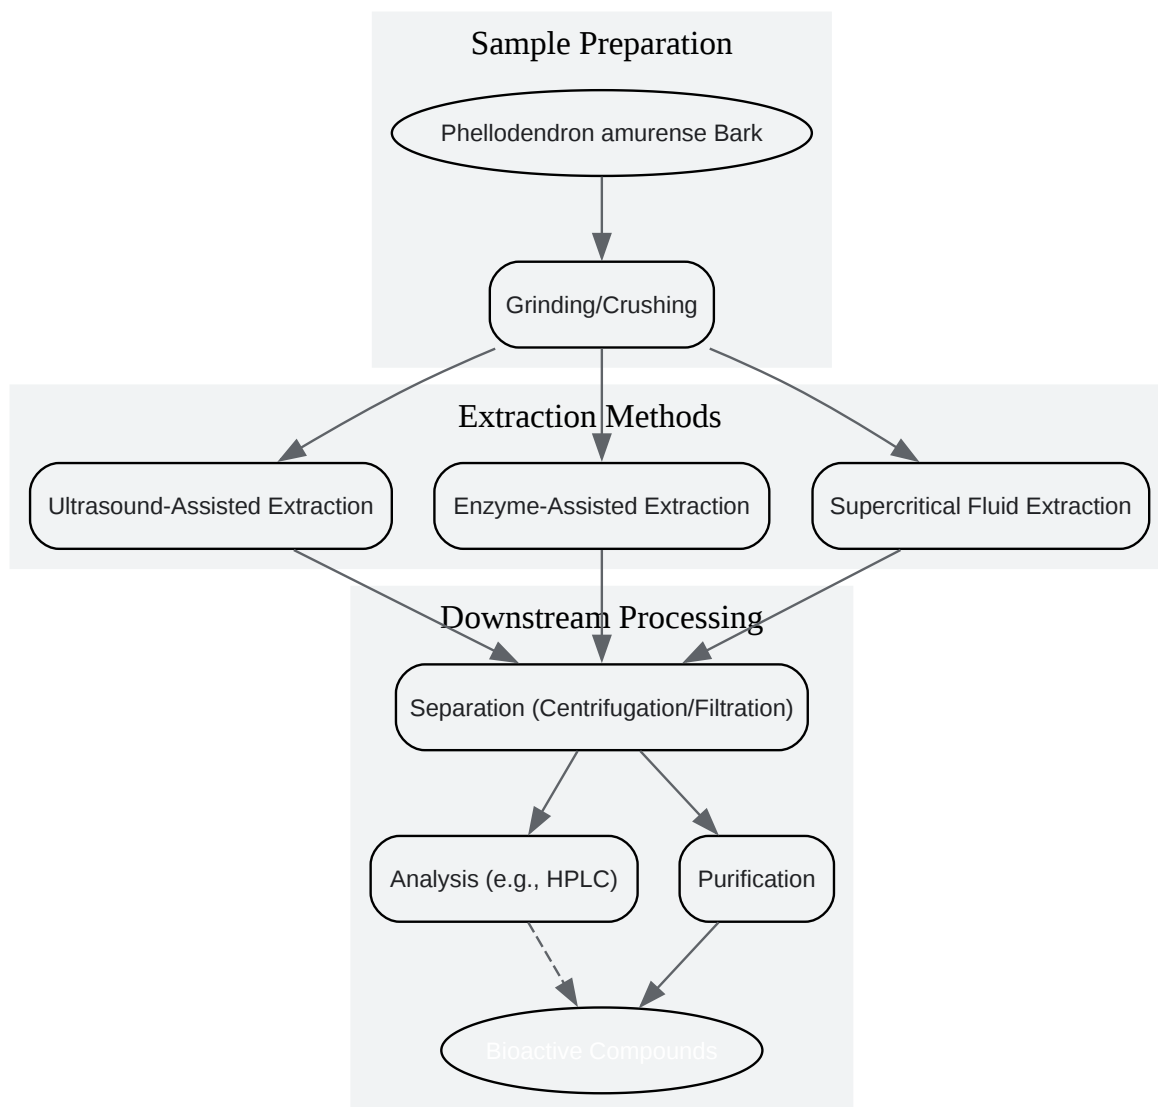 Sample Preparation
Phellodendron amurense Bark
Grinding/Crushing
Extraction Methods
Ultrasound-Assisted Extraction
Enzyme-Assisted Extraction
Supercritical Fluid Extraction
Downstream Processing
Separation (Centrifugation/Filtration)
Analysis (e.g., HPLC)
Purification
Bioactive Compounds